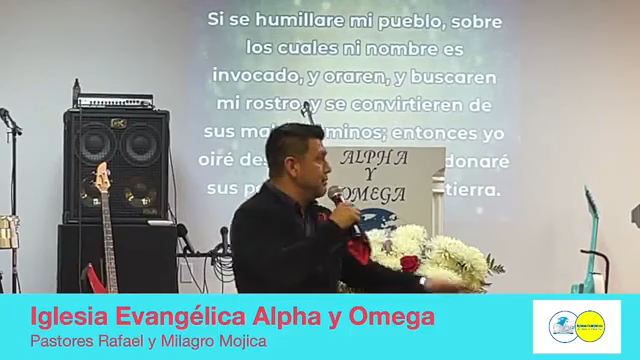 Si se humillare mi pueblo, sobre
los cuales ni nombre es
invocado, y oraren, y buscaren
mi rostro y se convirtieren de
sus
entonces yo
oiré
donaré
sus
tierra.
ALPHA
Y
OMEGA
Iglesia Evangélica Alpha y Omega
Pastores Rafael y Milagro Mojica